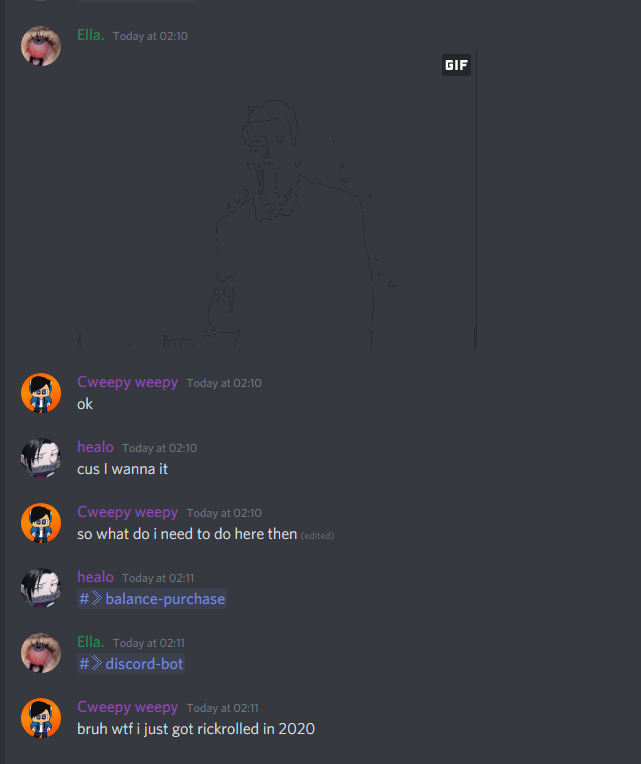 Ella. Today at 02:10
GIF
Cweepy weepy Today at 02:10
ok
healo Today at 02:10
cus I wanna it
Cweepy weepy Today at 02:10
so what do i need to do here then (edited)
healo Today at 02:11
#》balance-purchase
Ella. Today at 02:11
#》discord-bot
Cweepy weepy Today at 02:11
bruh wtf i just got rickrolled in 2020